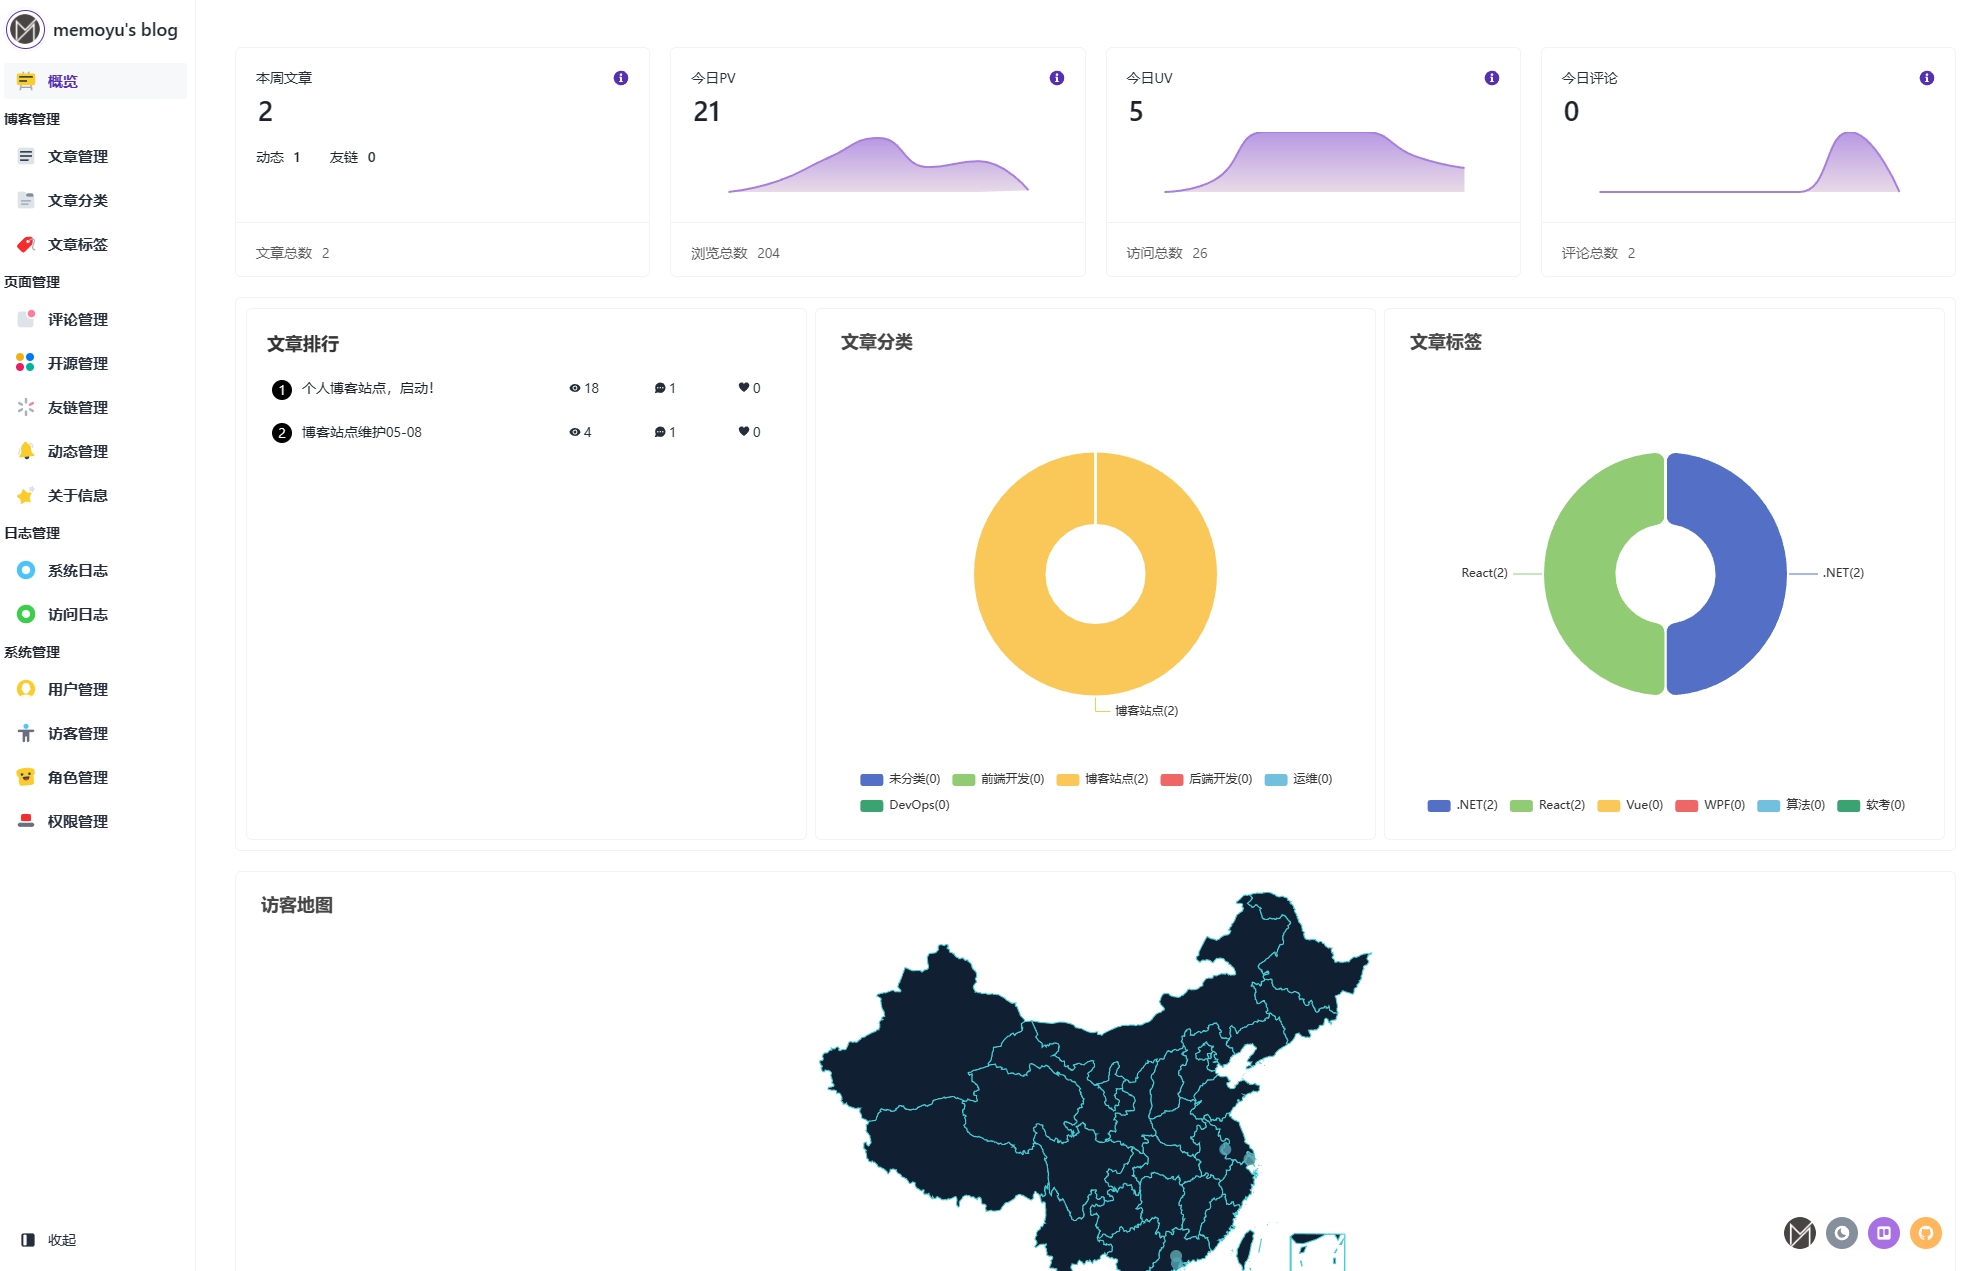 memoyu's blog
概览
博客管理
文章管理
文章分类
文章标签
页面管理
评论管理
开源管理
友链管理
动态管理
关于信息
日志管理
系统日志
访问日志
系统管理
用户管理
访客管理
角色管理
权限管理
收起
本周文章
2
动态 1 友链 0
文章总数 2
今日PV
21
浏览总数 204
今日UV
5
访问总数 26
今日评论
0
评论总数 2
文章排行
1 个人博客站点，启动！ 18 1 0
2 博客站点维护05-08 4 1 0
文章分类
博客站点(2)
未分类(0) 前端开发(0) 博客站点(2) 后端开发(0) 运维(0)
DevOps(0)
文章标签
React(2) .NET(2)
.NET(2) React(2) Vue(0) WPF(0) 算法(0) 软考(0)
访客地图